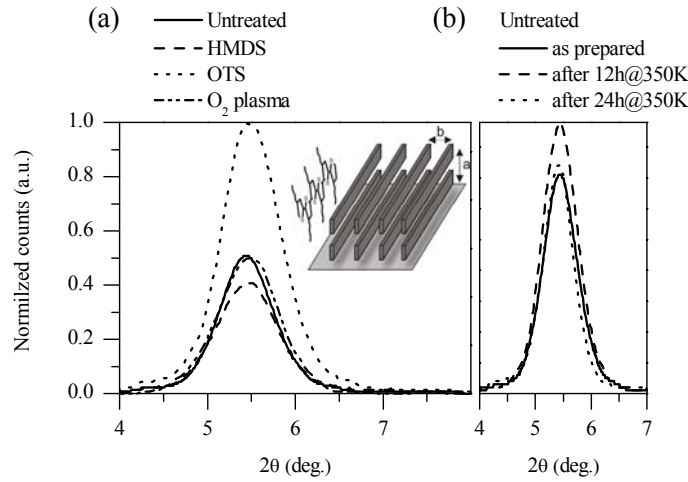 (a)
Untreated
HMDS
OTS
O2 plasma
(b)
Untreated
as prepared
after 12h@350K
after 24h@350K
Normilzed counts (a.u.)
1.0
0.8
0.6
0.4
0.2
0.0
b
a
4 5 6 7
4 5 6 7
2θ (deg.)
2θ (deg.)